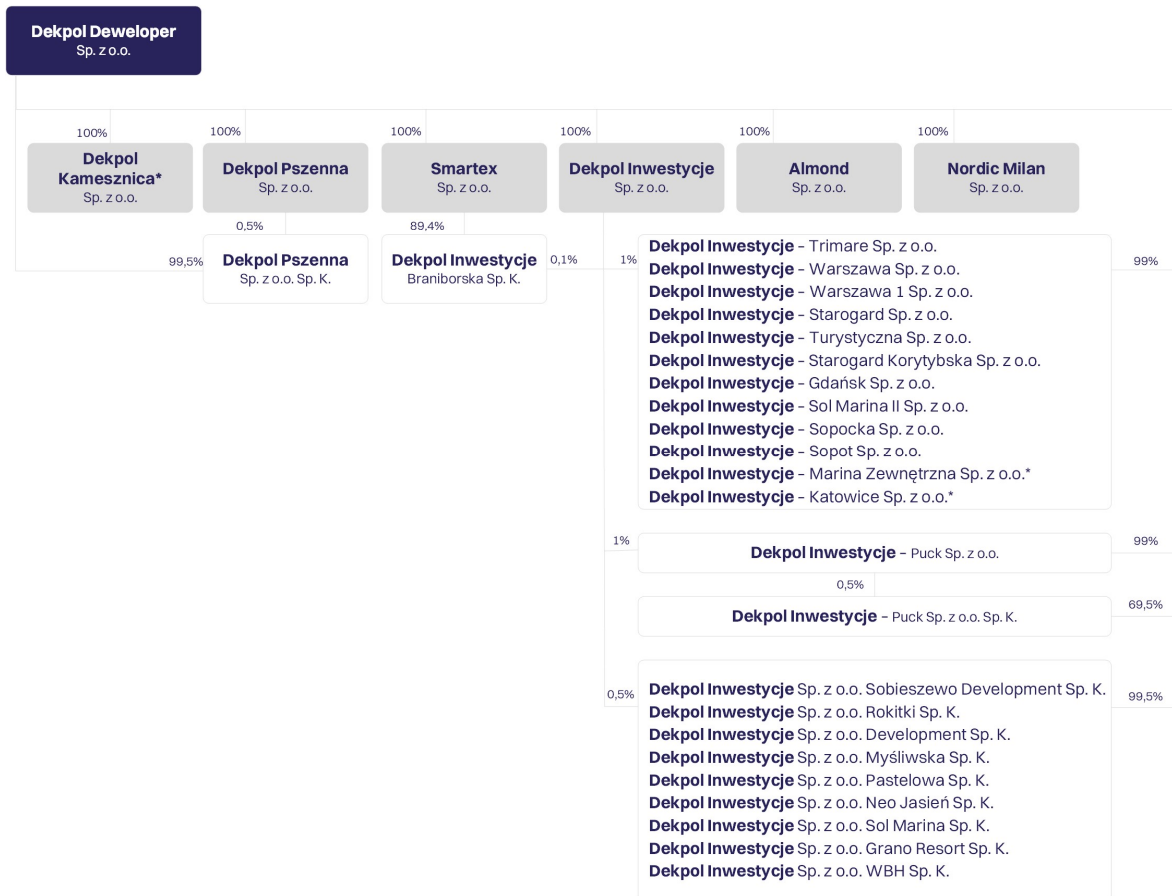 Dekpol Deweloper
Sp. z o.o.
100%
100%
100%
100%
100%
100%
Dekpol
Kamesznica*
Sp. z o.o.
Dekpol Pszenna
Sp. z o.o.
Smartex
Sp. z o.o.
Dekpol Inwestycje
Sp. z o.o.
Almond
Sp. z o.o.
Nordic Milan
Sp. z o.o.
0,5%
89,4%
99,5%
Dekpol Pszenna
Sp. z o.o. Sp. K.
Dekpol Inwestycje
Braniborska Sp. K.
0,1%
1%
Dekpol Inwestycje – Trimare Sp. z o.o.
Dekpol Inwestycje – Warszawa Sp. z o.o.
Dekpol Inwestycje – Warszawa 1 Sp. z o.o.
Dekpol Inwestycje – Starogard Sp. z o.o.
Dekpol Inwestycje – Turystyczna Sp. z o.o.
Dekpol Inwestycje – Starogard Korytybska Sp. z o.o.
Dekpol Inwestycje – Gdańsk Sp. z o.o.
Dekpol Inwestycje – Sol Marina II Sp. z o.o.
Dekpol Inwestycje – Sopocka Sp. z o.o.
Dekpol Inwestycje – Sopot Sp. z o.o.
Dekpol Inwestycje – Marina Zewnętrzna Sp. z o.o.*
Dekpol Inwestycje – Katowice Sp. z o.o.*
99%
1%
Dekpol Inwestycje – Puck Sp. z o.o.
99%
0,5%
Dekpol Inwestycje – Puck Sp. z o.o. Sp. K.
69,5%
0,5%
Dekpol Inwestycje Sp. z o.o. Sobieszewo Development Sp. K.
Dekpol Inwestycje Sp. z o.o. Rokitki Sp. K.
Dekpol Inwestycje Sp. z o.o. Development Sp. K.
Dekpol Inwestycje Sp. z o.o. Myśliwska Sp. K.
Dekpol Inwestycje Sp. z o.o. Pastelowa Sp. K.
Dekpol Inwestycje Sp. z o.o. Neo Jasień Sp. K.
Dekpol Inwestycje Sp. z o.o. Sol Marina Sp. K.
Dekpol Inwestycje Sp. z o.o. Grano Resort Sp. K.
Dekpol Inwestycje Sp. z o.o. WBH Sp. K.
99,5%